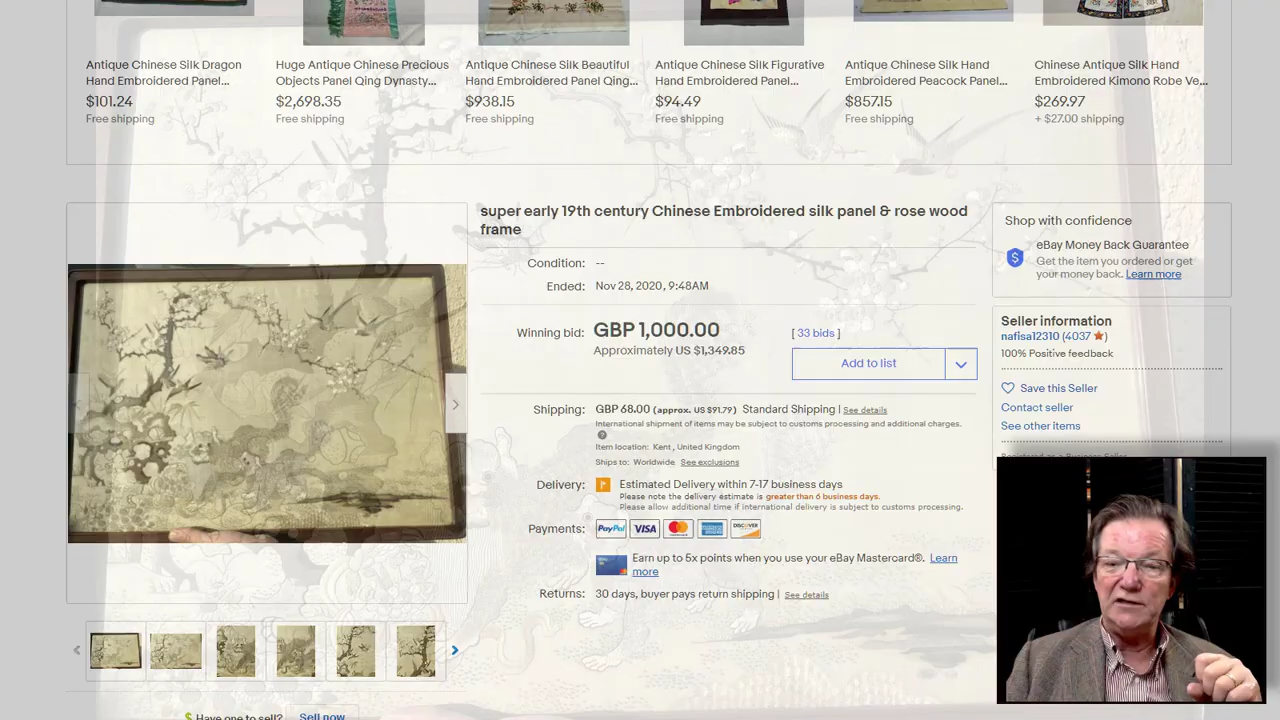 Antique Chinese Silk Dragon
Hand Embroidered Panel...
$101.24
Free shipping
Huge Antique Chinese Precious
Objects Panel Qing Dynasty...
$2,698.35
Free shipping
Antique Chinese Silk Beautiful
Hand Embroidered Panel Qing...
$938.15
Free shipping
Antique Chinese Silk Figurative
Hand Embroidered Panel...
$94.49
Free shipping
Antique Chinese Silk Hand
Embroidered Peacock Panel...
$857.15
Free shipping
Chinese Antique Silk Hand
Embroidered Kimono Robe Ve...
$269.97
+ $27.00 shipping
super early 19th century Chinese Embroidered silk panel & rose wood
frame
Condition: --
Ended: Nov 28, 2020, 9:48AM
Winning bid: GBP 1,000.00 [ 33 bids ]
Approximately US $1,349.85
Add to list
Shipping: GBP 68.00 (approx. US $91.79) Standard Shipping | See details
International shipment of items may be subject to customs processing and additional charges.
Item location: Kent, United Kingdom
Ships to: Worldwide See exclusions
Delivery: Estimated Delivery within 7-17 business days
Please note the delivery estimate is greater than 6 business days.
Please allow additional time if international delivery is subject to customs processing.
Payments: PayPal VISA DISCOVER
Earn up to 5x points when you use your eBay Mastercard®. Learn
more
Returns: 30 days, buyer pays return shipping | See details
Shop with confidence
eBay Money Back Guarantee
Get the item you ordered or get
your money back. Learn more
Seller information
nafisa12310 (4037 )
100% Positive feedback
Save this Seller
Contact seller
See other items
Registered as a Business Seller
Have one to sell? Sell now